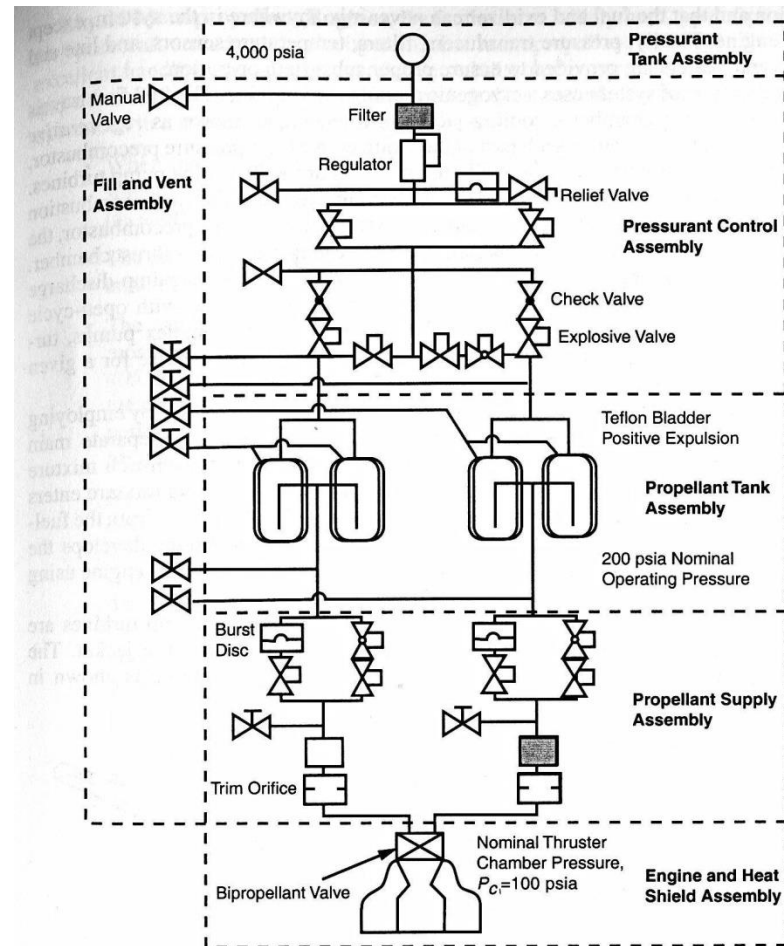 Pressurant
Tank Assembly
4,000 psia
Manual
Valve
Filter
Regulator
Fill and Vent
Assembly
Relief Valve
Pressurant Control
Assembly
Check Valve
Explosive Valve
Teflon Bladder
Positive Expulsion
Propellant Tank
Assembly
200 psia Nominal
Operating Pressure
Burst
Disc
Propellant Supply
Assembly
Trim Orifice
Nominal Thruster
Chamber Pressure,
Pc₁=100 psia
Bipropellant Valve
Engine and Heat
Shield Assembly